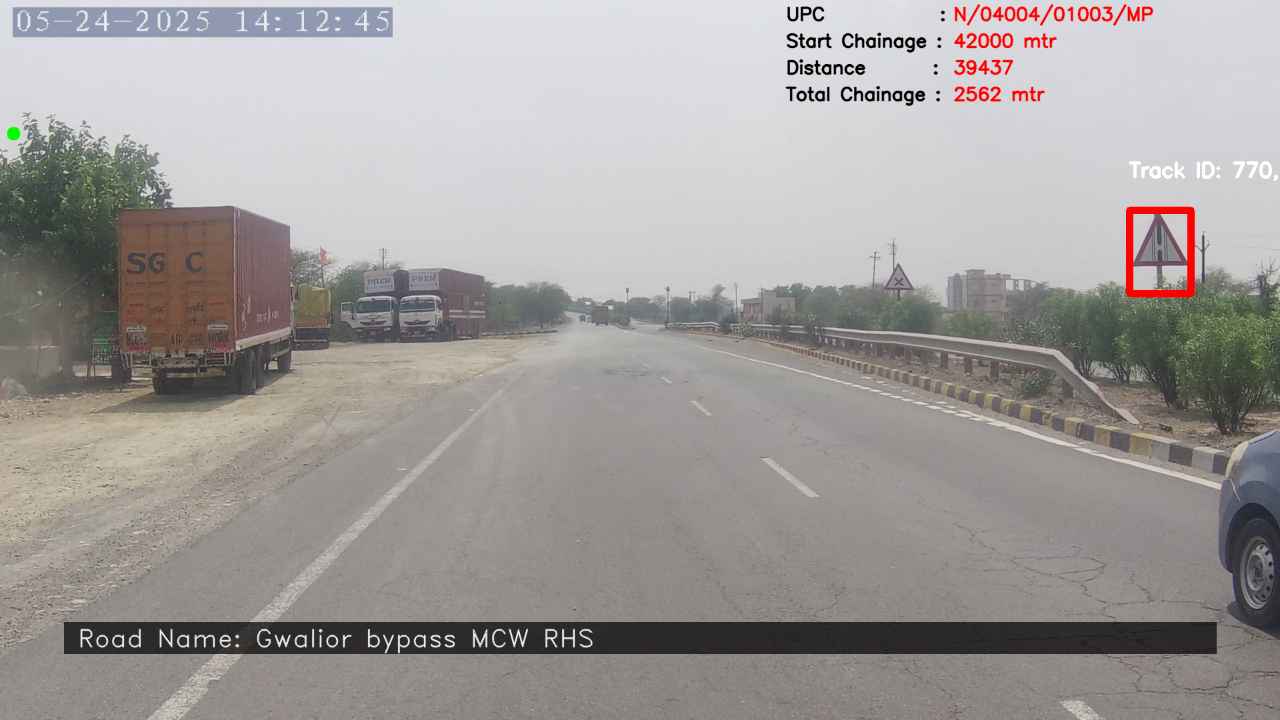 05-24-2025 14:12:45
UPC : N/04004/01003/MP
Start Chainage : 42000 mtr
Distance : 39437
Total Chainage : 2562 mtr
Track ID: 770,
SG C
Road Name: Gwalior bypass MCW RHS